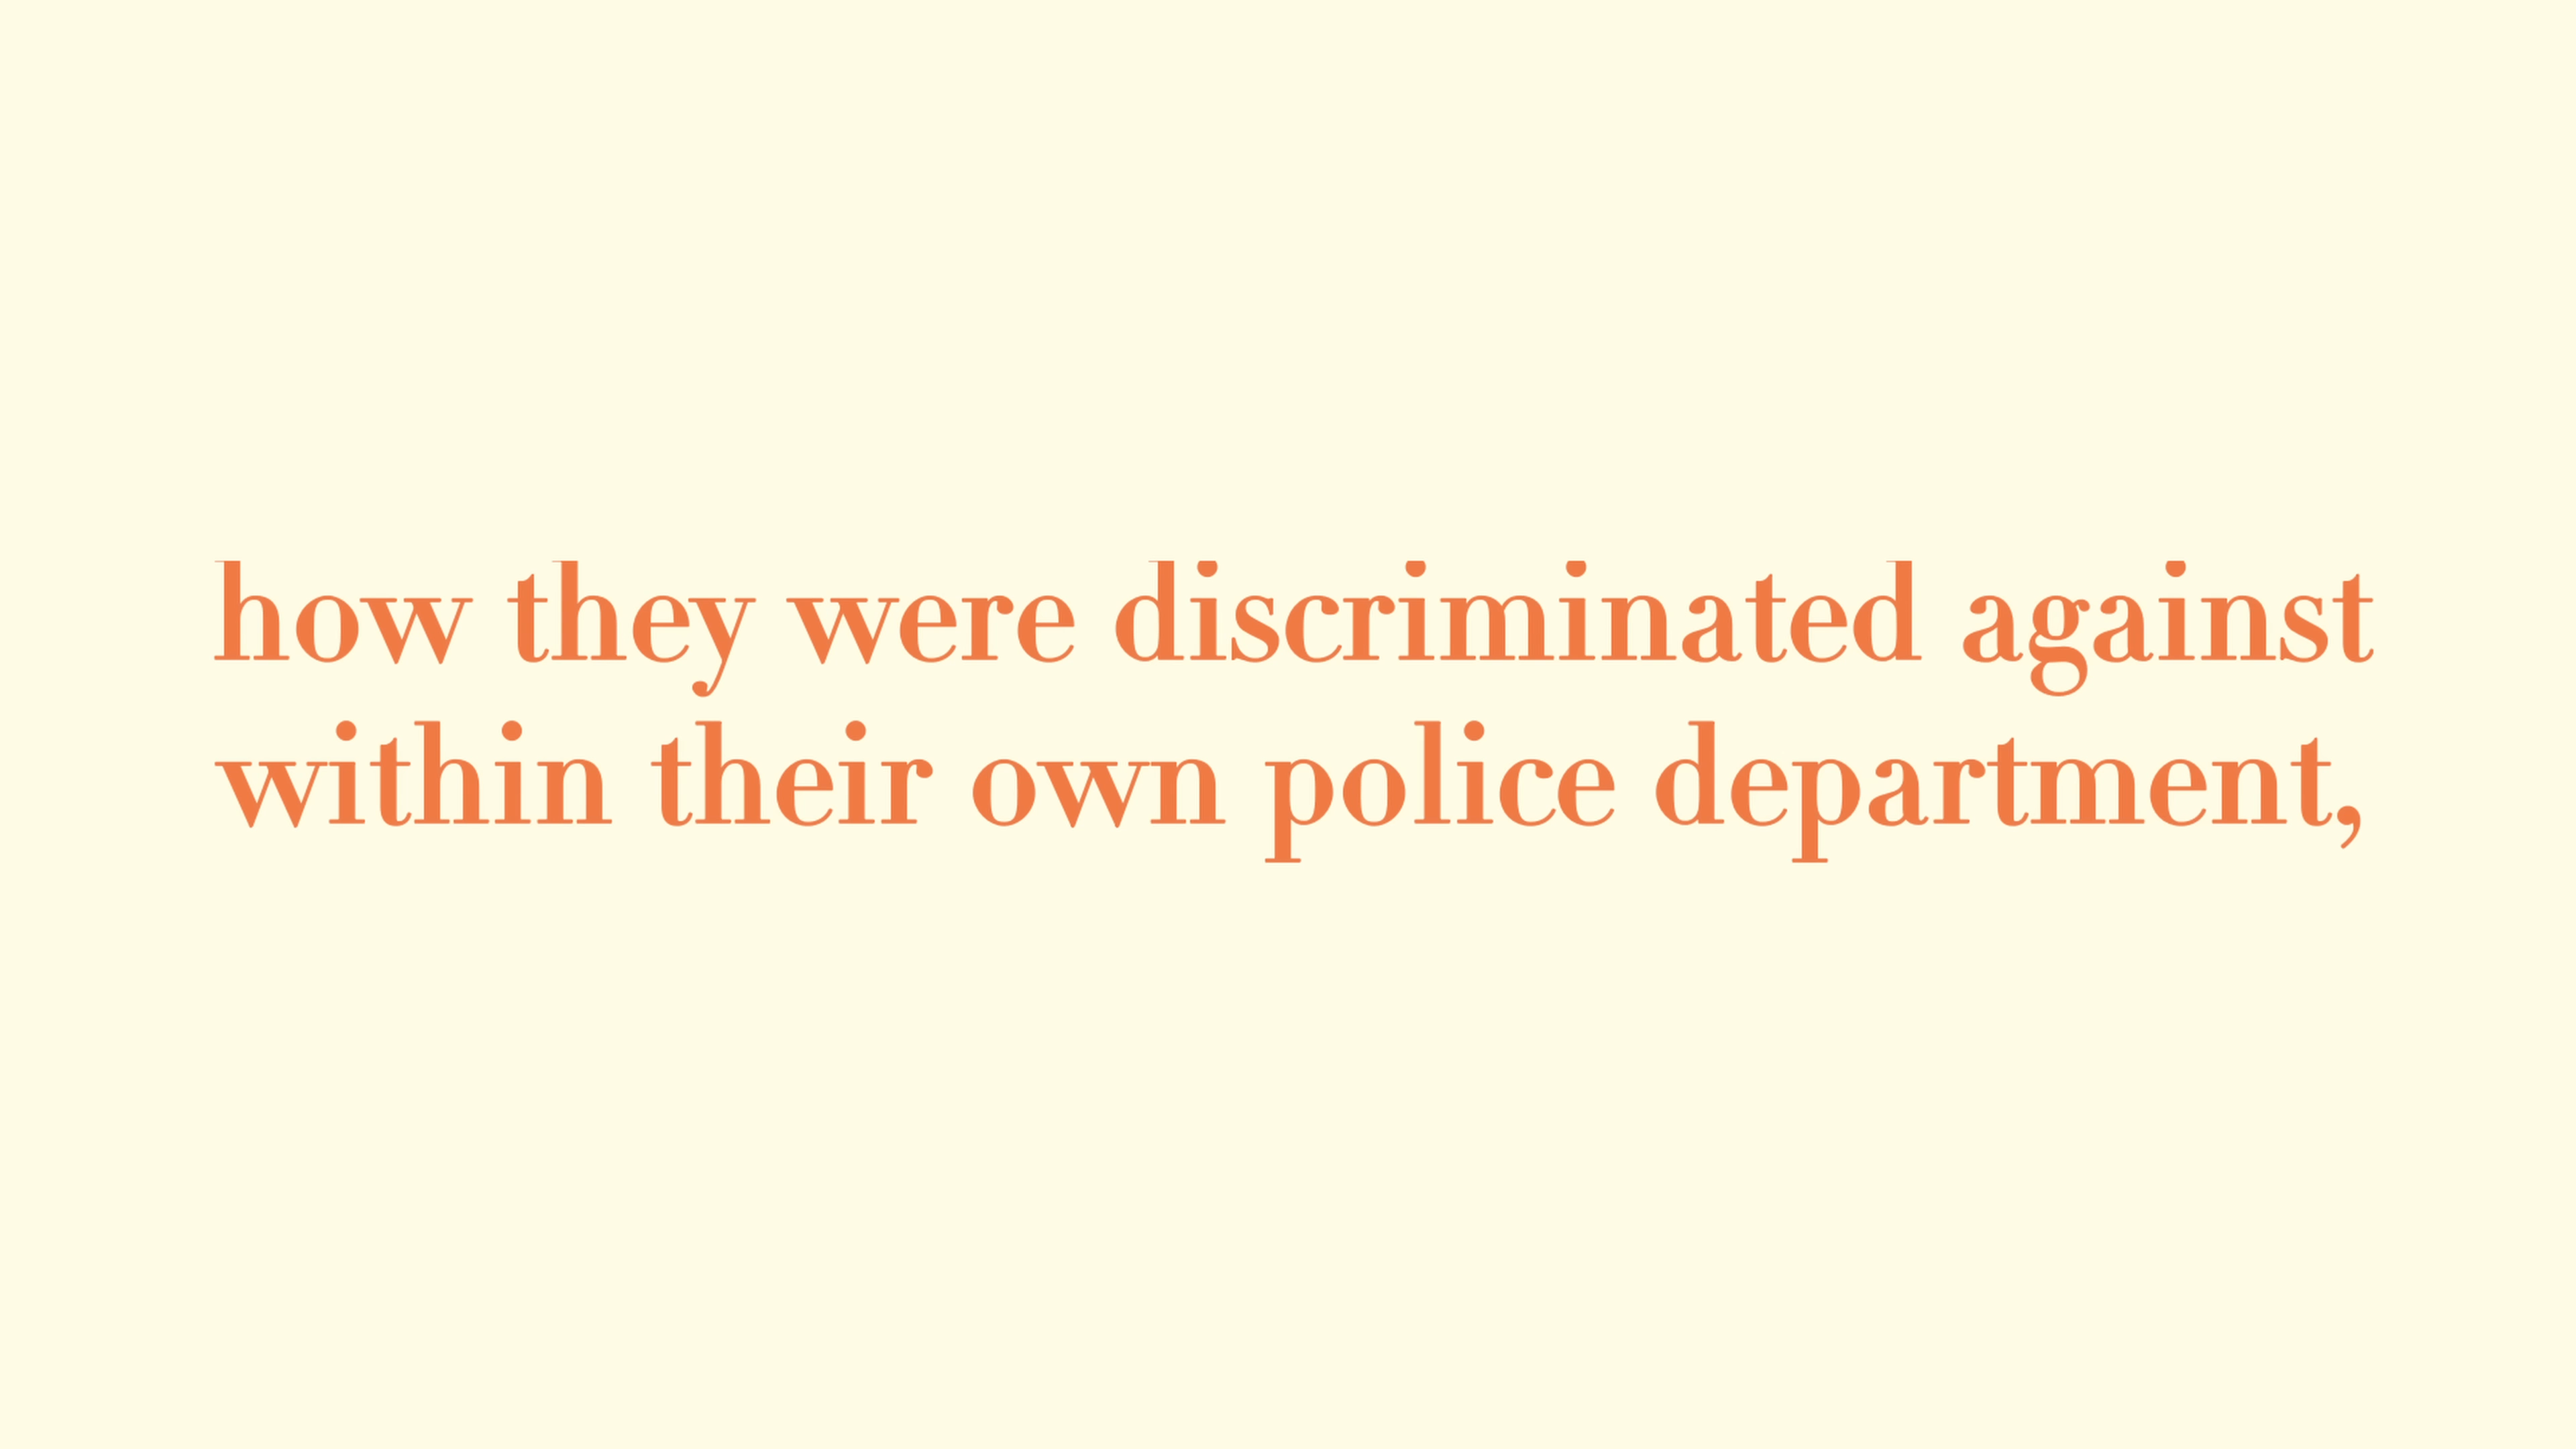 how they were discriminated against
within their own police department,